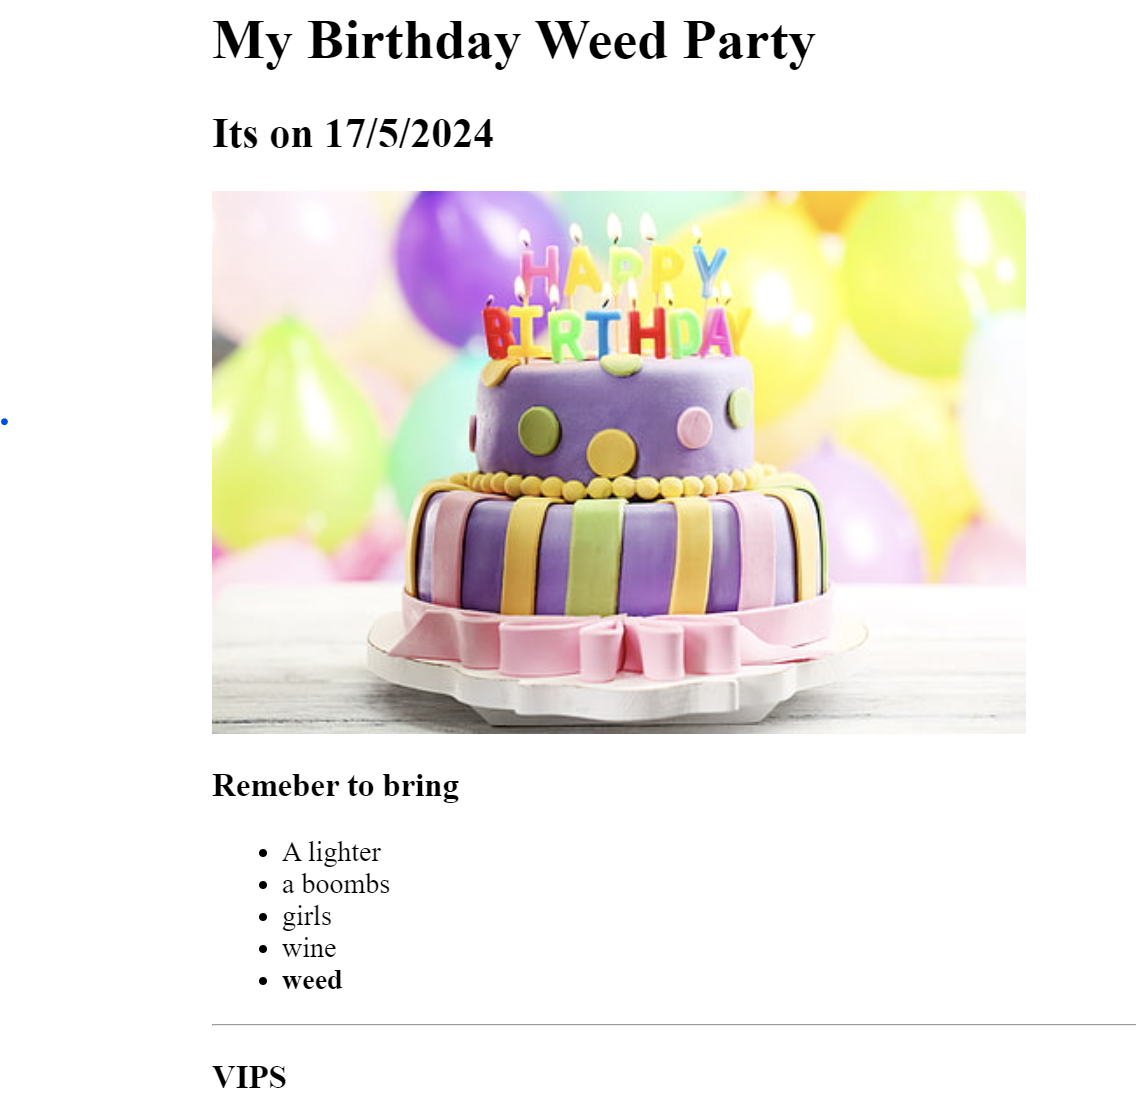 My Birthday Weed Party
Its on 17/5/2024
HAPPY
BIRTHDAY
Remeber to bring
A lighter
a boombs
girls
wine
weed
VIPS